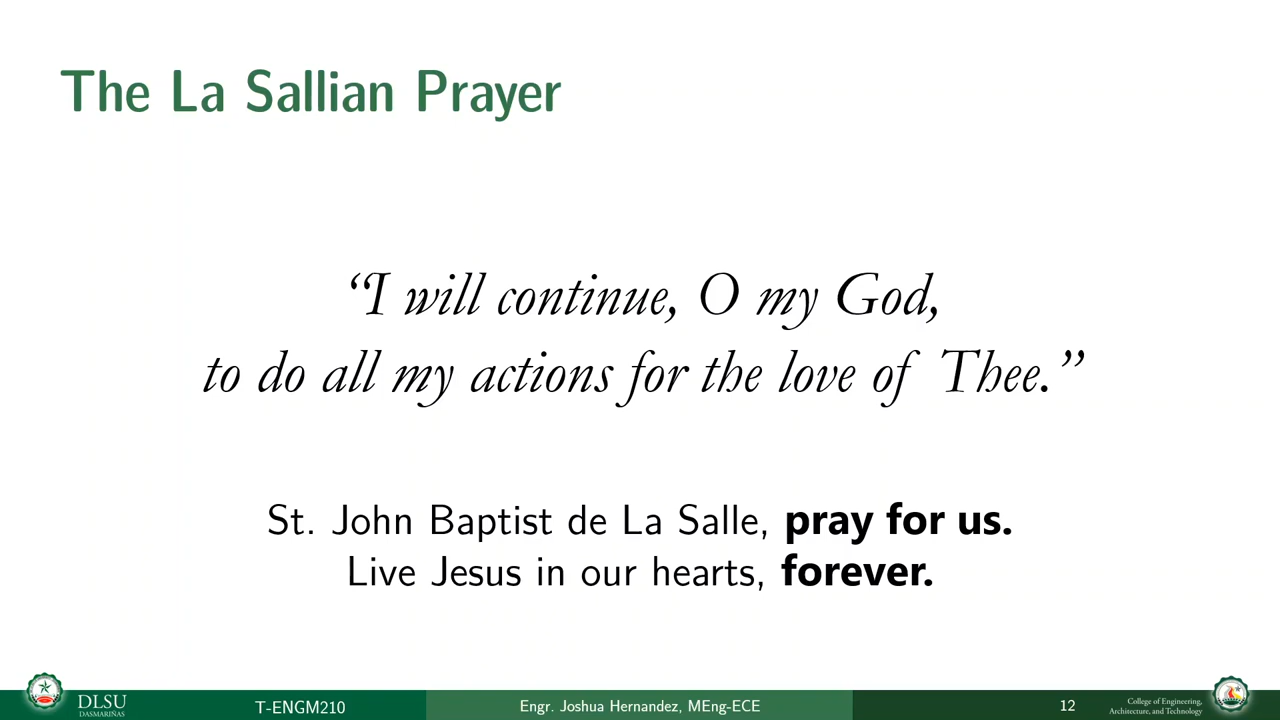 The La Sallian Prayer
“I will continue, O my God,
to do all my actions for the love of Thee.”
St. John Baptist de La Salle, pray for us.
Live Jesus in our hearts, forever.
DLSU
DASMARIÑAS
T-ENGM210
Engr. Joshua Hernandez, MEng-ECE
12
College of Engineering,
Architecture, and Technology